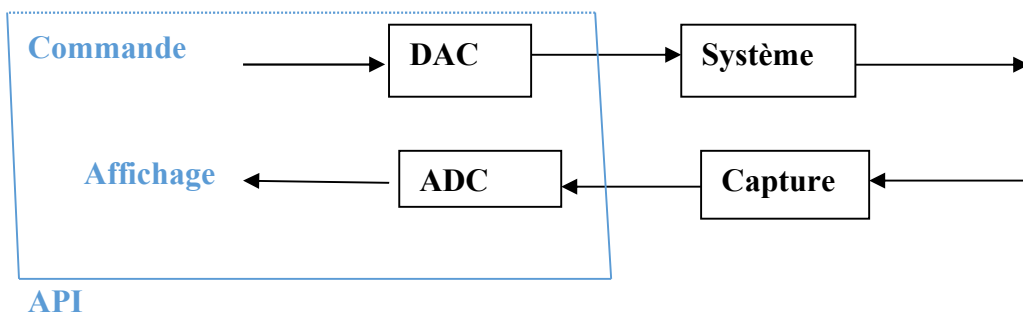 Commande
DAC
Système
Affichage
ADC
Capture
API